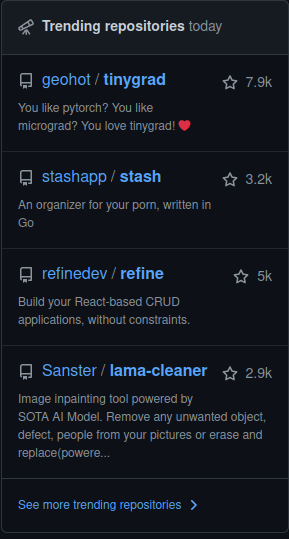 Trending repositories today
geohot / tinygrad 7.9k
You like pytorch? You like
micrograd? You love tinygrad! ❤️
stashapp / stash 3.2k
An organizer for your porn, written in
Go
refinedev / refine 5k
Build your React-based CRUD
applications, without constraints.
Sanster / lama-cleaner 2.9k
Image inpainting tool powered by
SOTA AI Model. Remove any unwanted object,
defect, people from your pictures or erase and
replace(powere...
See more trending repositories